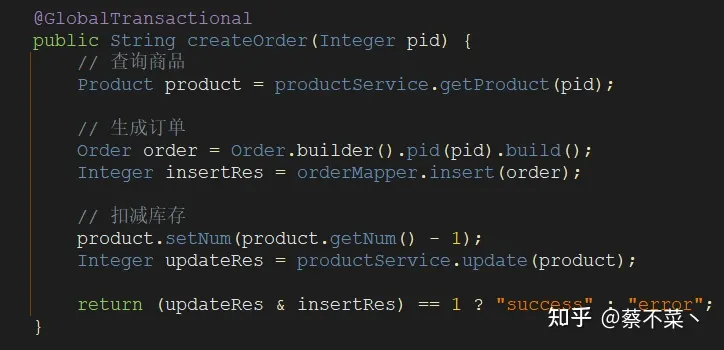 @GlobalTransactional
public String createOrder(Integer pid) {
// 查询商品
Product product = productService.getProduct(pid);
// 生成订单
Order order = Order.builder().pid(pid).build();
Integer insertRes = orderMapper.insert(order);
// 扣减库存
product.setNum(product.getNum() - 1);
Integer updateRes = productService.update(product);
return (updateRes & insertRes) == 1 ? "success" : "error";
}
知乎 @蔡不菜丶